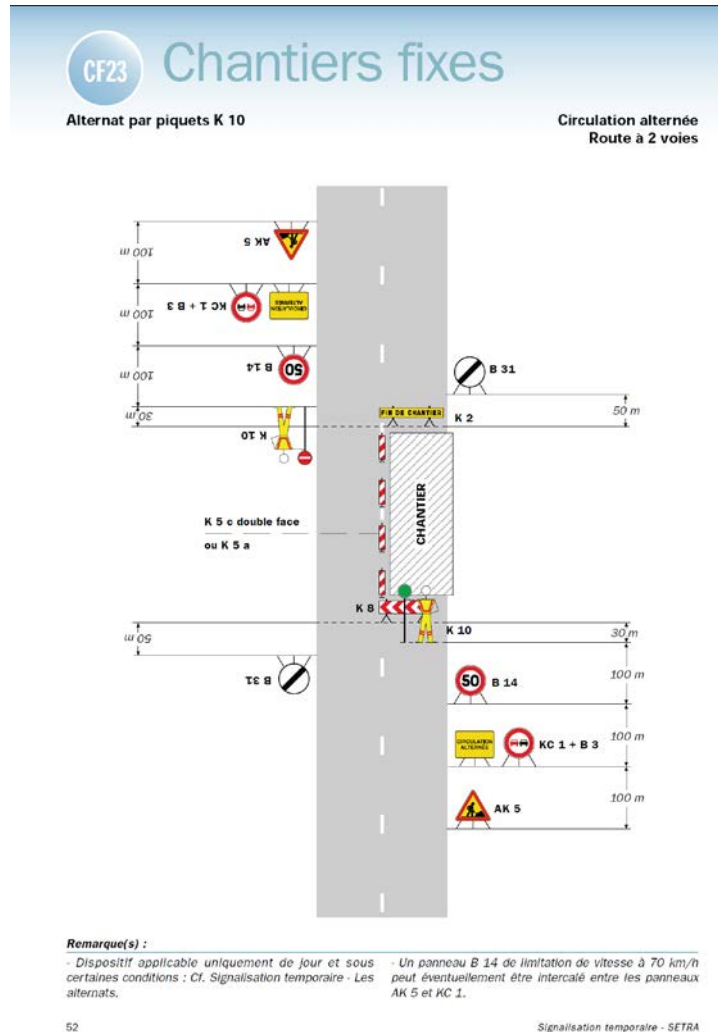 CF23
Chantiers fixes
Alternat par piquets K 10
Circulation alternée
Route à 2 voies
AK 5
100 m
KC 1 + B 3
CIRCULATION
ALTERNÉE
100 m
50
B 14
100 m
30 m
K 10
B 31
50 m
FIN DE CHANTIER
K 2
CHANTIER
K 5 c double face
ou K 5 a
K 8
K 10
30 m
50 m
B 31
100 m
50
B 14
100 m
CIRCULATION
ALTERNÉE
KC 1 + B 3
100 m
AK 5
Remarque(s) :
- Dispositif applicable uniquement de jour et sous
certaines conditions : Cf. Signalisation temporaire - Les
alternats.
- Un panneau B 14 de limitation de vitesse à 70 km/h
peut éventuellement être intercalé entre les panneaux
AK 5 et KC 1.
52
Signalisation temporaire - SETRA